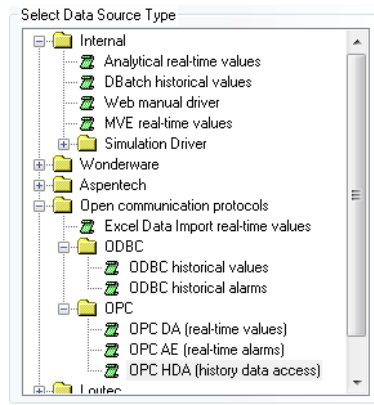 Select Data Source Type
Internal
Analytical real-time values
DBatch historical values
Web manual driver
MVE real-time values
Simulation Driver
Wonderware
Aspentech
Open communication protocols
Excel Data Import real-time values
ODBC
ODBC historical values
ODBC historical alarms
OPC
OPC DA (real-time values)
OPC AE (real-time alarms)
OPC HDA (history data access)